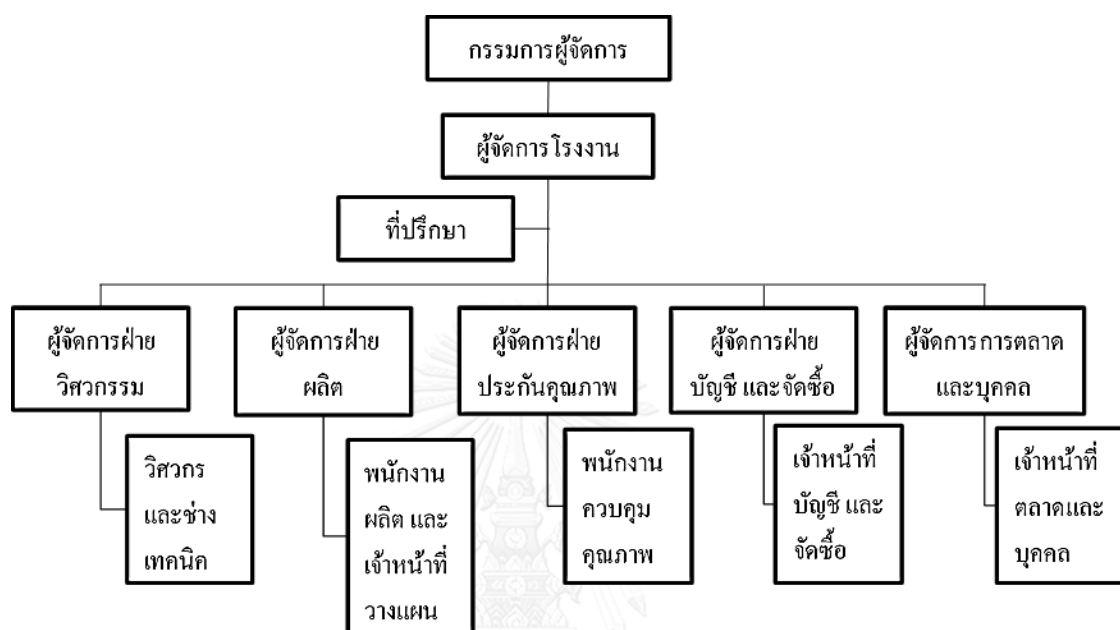 กรรมการผู้จัดการ
ผู้จัดการโรงงาน
ที่ปรึกษา
ผู้จัดการฝ่าย
วิศวกรรม
ผู้จัดการฝ่าย
ผลิต
ผู้จัดการฝ่าย
ประกันคุณภาพ
ผู้จัดการฝ่าย
บัญชี และจัดซื้อ
ผู้จัดการการตลาด
และบุคคล
วิศวกร
และช่าง
เทคนิค
พนักงาน
ผลิต และ
เจ้าหน้าที่
วางแผน
พนักงาน
ควบคุม
คุณภาพ
เจ้าหน้าที่
บัญชี และ
จัดซื้อ
เจ้าหน้าที่
ตลาดและ
บุคคล